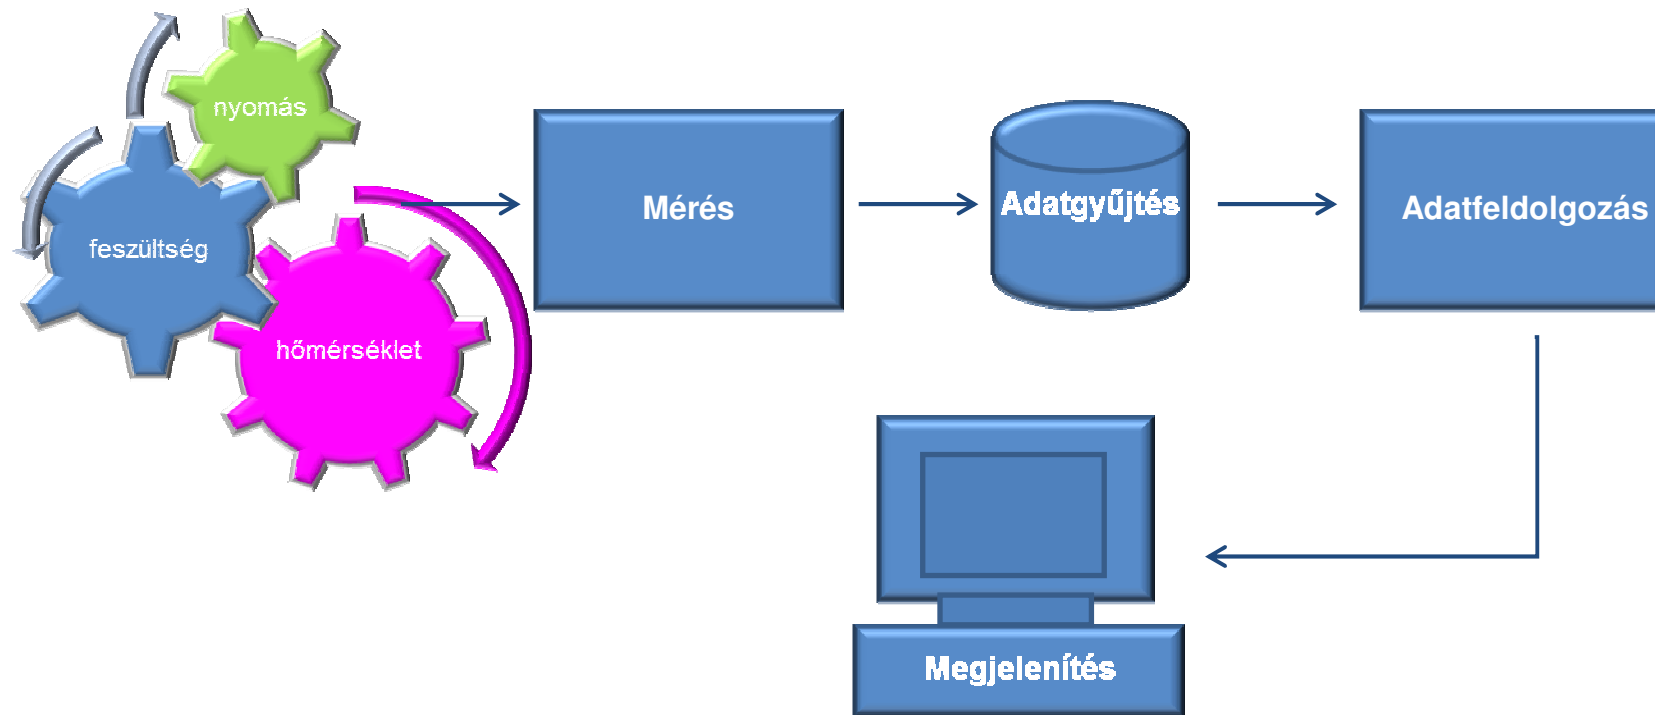 nyomás
feszültség
hőmérséklet
Mérés
Adatgyűjtés
Adatfeldolgozás
Megjelenítés